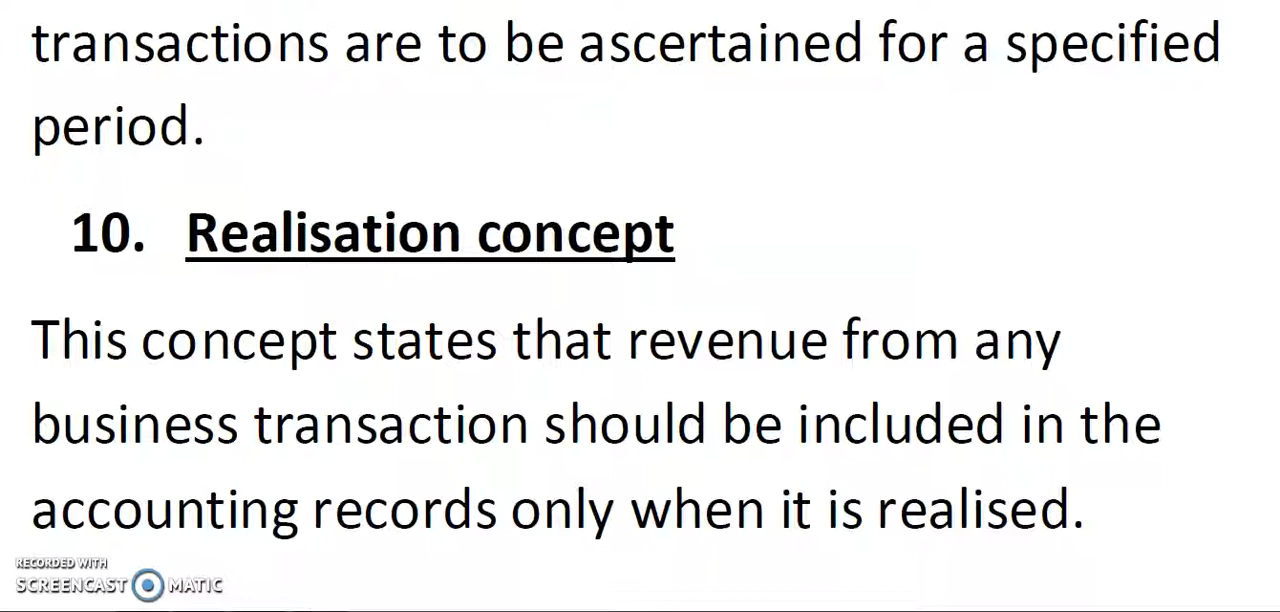 transactions are to be ascertained for a specified
period.
10. Realisation concept
This concept states that revenue from any
business transaction should be included in the
accounting records only when it is realised.
RECORDED WITH
SCREENCAST MATIC